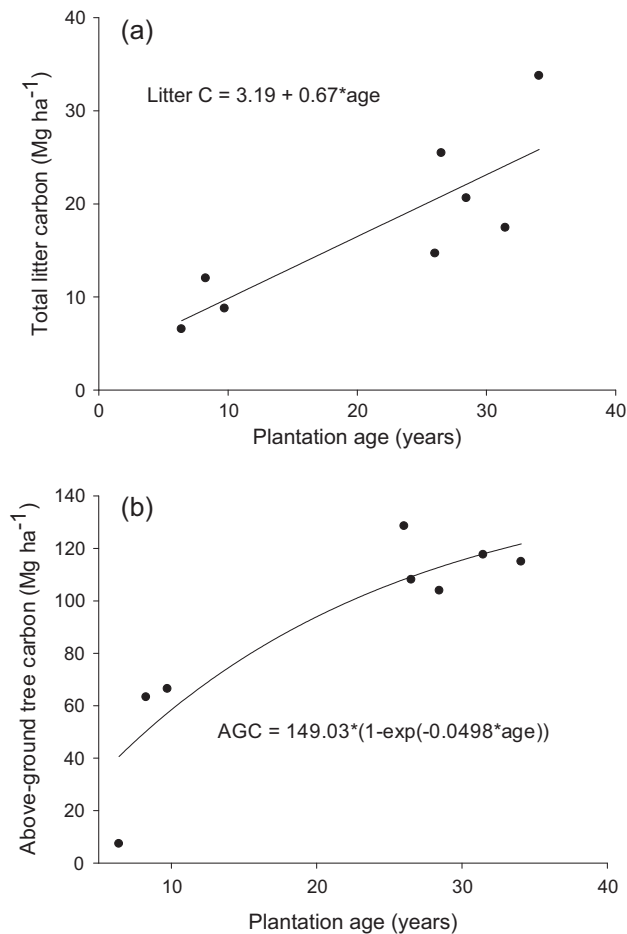 (a)
Litter C = 3.19 + 0.67*age
Total litter carbon (Mg ha⁻¹)
40
30
20
10
0
0 10 20 30 40
Plantation age (years)
(b)
AGC = 149.03*(1-exp(-0.0498*age))
Above-ground tree carbon (Mg ha⁻¹)
140
120
100
80
60
40
20
0
10 20 30 40
Plantation age (years)